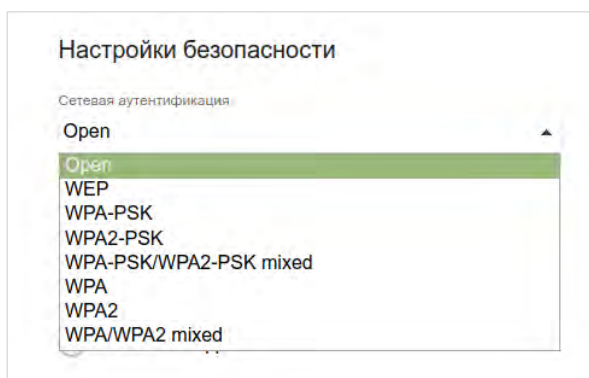 Настройки безопасности
Сетевая аутентификация
Open
Open
WEP
WPA-PSK
WPA2-PSK
WPA-PSK/WPA2-PSK mixed
WPA
WPA2
WPA/WPA2 mixed